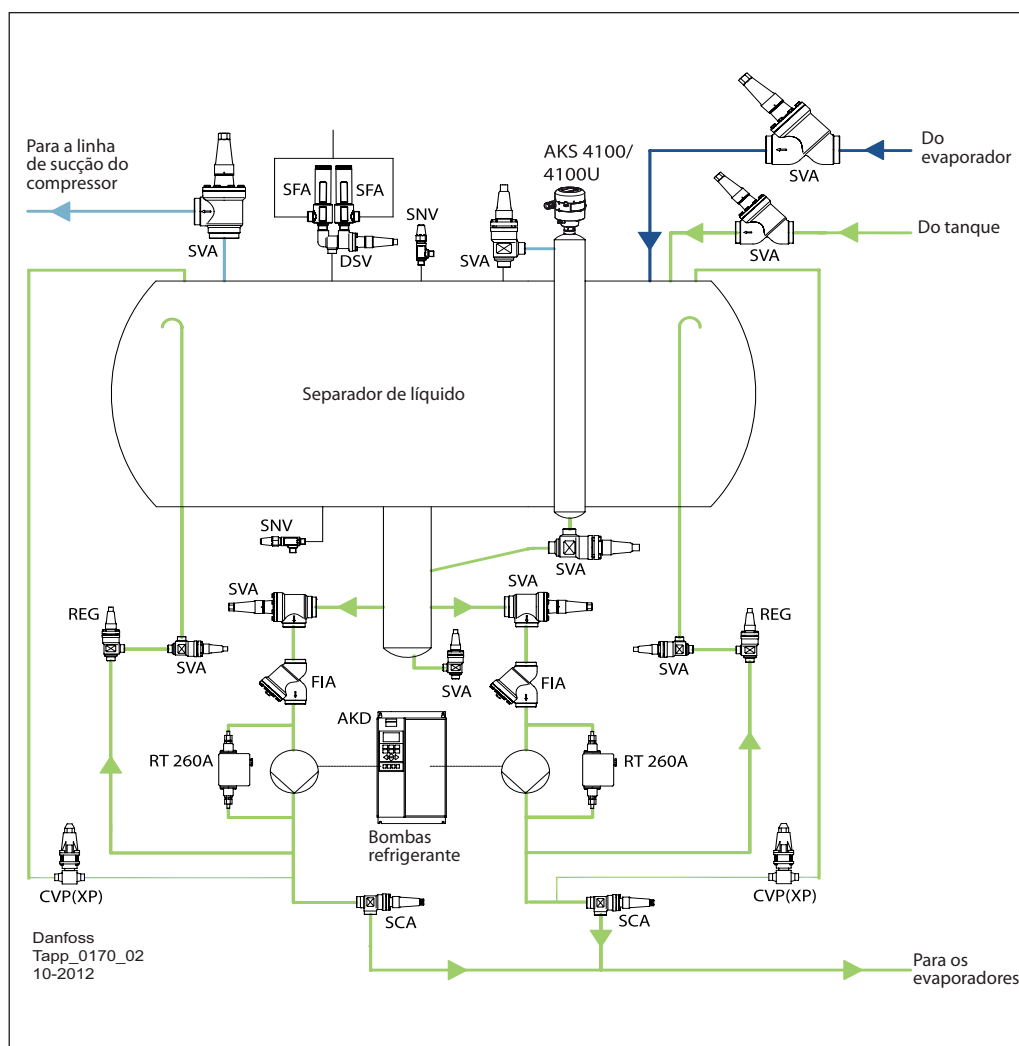 Para a linha
de sucção do
compressor
SVA
SFA
SFA
DSV
SNV
SVA
AKS 4100/
4100U
SVA
Do
evaporador
SVA
Do tanque
Separador de líquido
SNV
SVA
SVA
SVA
REG
SVA
FIA
SVA
FIA
SVA
REG
AKD
RT 260A
RT 260A
Bombas
refrigerante
CVP(XP)
SCA
SCA
CVP(XP)
Danfoss
Tapp_0170_02
10-2012
Para os
evaporadores